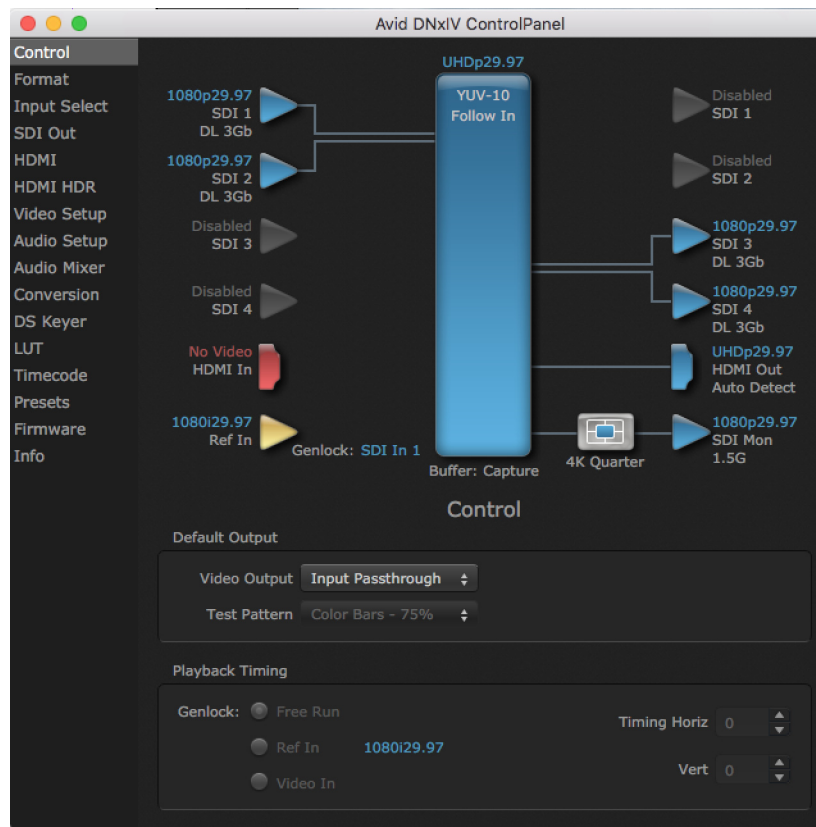 Avid DNxIV ControlPanel
Control
Format
Input Select
SDI Out
HDMI
HDMI HDR
Video Setup
Audio Setup
Audio Mixer
Conversion
DS Keyer
LUT
Timecode
Presets
Firmware
Info
UHDp29.97
YUV-10
Follow In
1080p29.97
SDI 1
DL 3Gb
1080p29.97
SDI 2
DL 3Gb
Disabled
SDI 3
Disabled
SDI 4
No Video
HDMI In
1080i29.97
Ref In
Genlock: SDI In 1
Buffer: Capture
4K Quarter
Disabled
SDI 1
Disabled
SDI 2
1080p29.97
SDI 3
DL 3Gb
1080p29.97
SDI 4
DL 3Gb
UHDp29.97
HDMI Out
Auto Detect
1080p29.97
SDI Mon
1.5G
Control
Default Output
Video Output Input Passthrough
Test Pattern Color Bars - 75%
Playback Timing
Genlock: Free Run
Ref In 1080i29.97
Video In
Timing Horiz 0
Vert 0